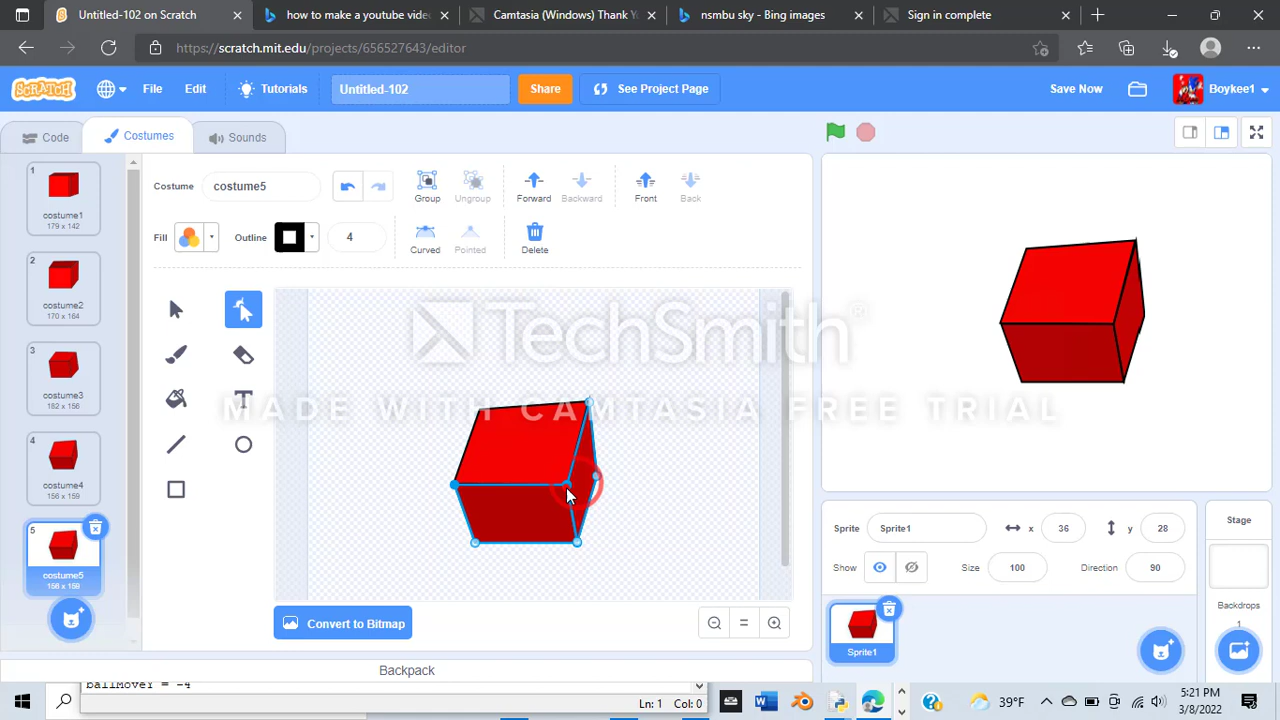 Untitled-102 on Scratch
how to make a youtube video
Camtasia (Windows) Thank Y
nsmbu sky - Bing images
Sign in complete
https://scratch.mit.edu/projects/656527643/editor
SCRATCH
File
Edit
Tutorials
Untitled-102
Share
See Project Page
Save Now
Boykee1
Code
Costumes
Sounds
1
costume1
179 x 142
2
costume2
170 x 164
3
costume3
182 x 156
4
costume4
156 x 159
5
costume5
156 x 159
Costume
costume5
Group
Ungroup
Forward
Backward
Front
Back
Fill
Outline
4
Curved
Pointed
Delete
T
TechSmith®
MADE WITH CAMTASIA FREE TRIAL
Convert to Bitmap
Backpack
Sprite
Sprite1
x
36
y
28
Show
Size
100
Direction
90
Sprite1
Stage
Backdrops
1
ballMoveY = -4
Ln: 1
Col: 0
39°F
5:21 PM
3/8/2022